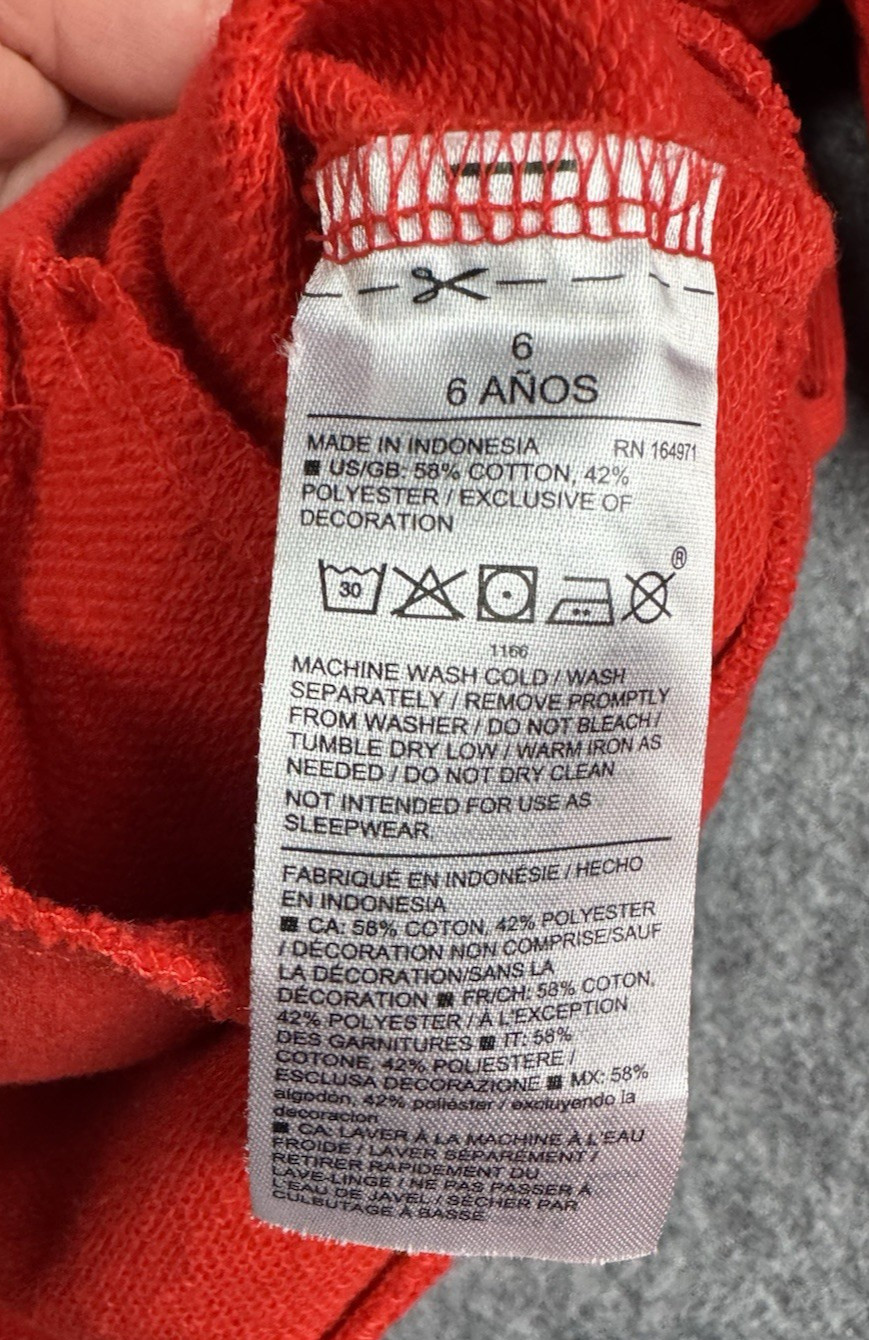 6
6 AÑOS
MADE IN INDONESIA RN 164971
US/GB: 58% COTTON, 42%
POLYESTER / EXCLUSIVE OF
DECORATION
30
®
1166
MACHINE WASH COLD / WASH
SEPARATELY / REMOVE PROMPTLY
FROM WASHER / DO NOT BLEACH /
TUMBLE DRY LOW / WARM IRON AS
NEEDED / DO NOT DRY CLEAN
NOT INTENDED FOR USE AS
SLEEPWEAR
FABRIQUÉ EN INDONÉSIE / HECHO
EN INDONESIA
CA: 58% COTON, 42% POLYESTER
/ DÉCORATION NON COMPRISE/SAUF
LA DÉCORATION/SANS LA
DÉCORATION FR/CH: 58% COTON,
42% POLYESTER / À L'EXCEPTION
DES GARNITURES IT: 58%
COTONE, 42% POLIESTERE /
ESCLUSA DECORAZIONE MX: 58%
algodón, 42% poliéster / excluyendo la
decoración
CA: LAVER À LA MACHINE À L'EAU
FROIDE / LAVER SÉPARÉMENT /
RETIRER RAPIDEMENT DU
LAVE-LINGE / NE PAS PASSER À
L'EAU DE JAVEL / SÉCHER PAR
CULBUTAGE À BASSE